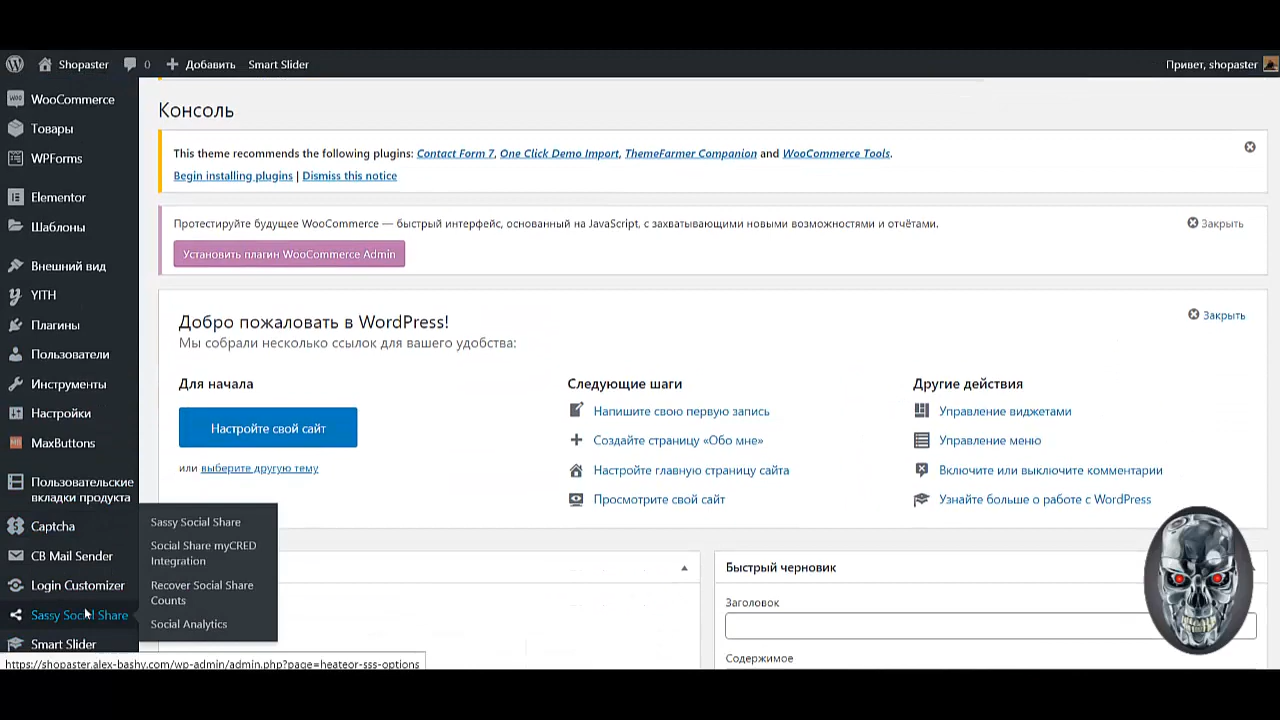 Shopaster 0 Добавить Smart Slider Привет, shopaster
WooCommerce
Товары
WPForms
Elementor
Шаблоны
Внешний вид
YITH
Плагины
Пользователи
Инструменты
Настройки
MaxButtons
Пользовательские
вкладки продукта
Captcha
CB Mail Sender
Login Customizer
Sassy Social Share
Smart Slider
Sassy Social Share
Social Share myCRED
Integration
Recover Social Share
Counts
Social Analytics
Консоль
This theme recommends the following plugins: Contact Form 7, One Click Demo Import, ThemeFarmer Companion and WooCommerce Tools.
Begin installing plugins | Dismiss this notice
Протестируйте будущее WooCommerce — быстрый интерфейс, основанный на JavaScript, с захватывающими новыми возможностями и отчётами. Закрыть
Установить плагин WooCommerce Admin
Добро пожаловать в WordPress! Закрыть
Мы собрали несколько ссылок для вашего удобства:
Для начала
Настройте свой сайт
или выберите другую тему
Следующие шаги
Напишите свою первую запись
Создайте страницу «Обо мне»
Настройте главную страницу сайта
Просмотрите свой сайт
Другие действия
Управление виджетами
Управление меню
Включите или выключите комментарии
Узнайте больше о работе с WordPress
Быстрый черновик
Заголовок
Содержимое
https://shopaster.alex-bashy.com/wp-admin/admin.php?page=heateor-sss-options